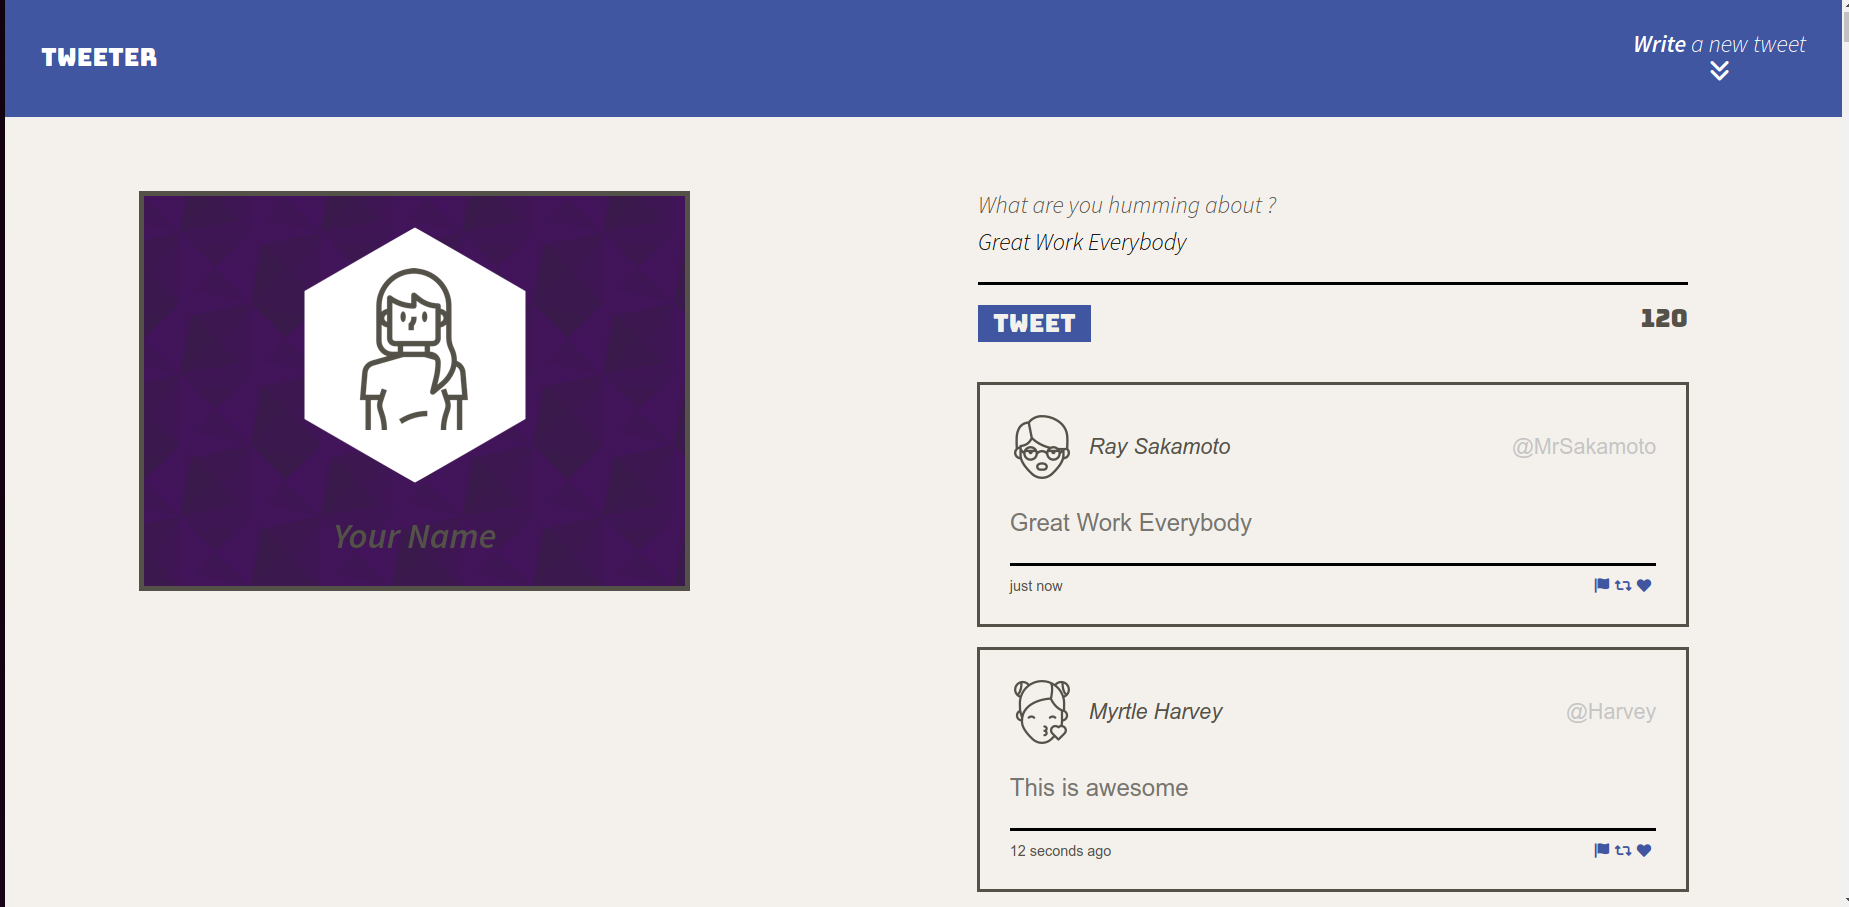 TWEETER
Write a new tweet
Your Name
What are you humming about ?
Great Work Everybody
TWEET
120
Ray Sakamoto
@MrSakamoto
Great Work Everybody
just now
Myrtle Harvey
@Harvey
This is awesome
12 seconds ago